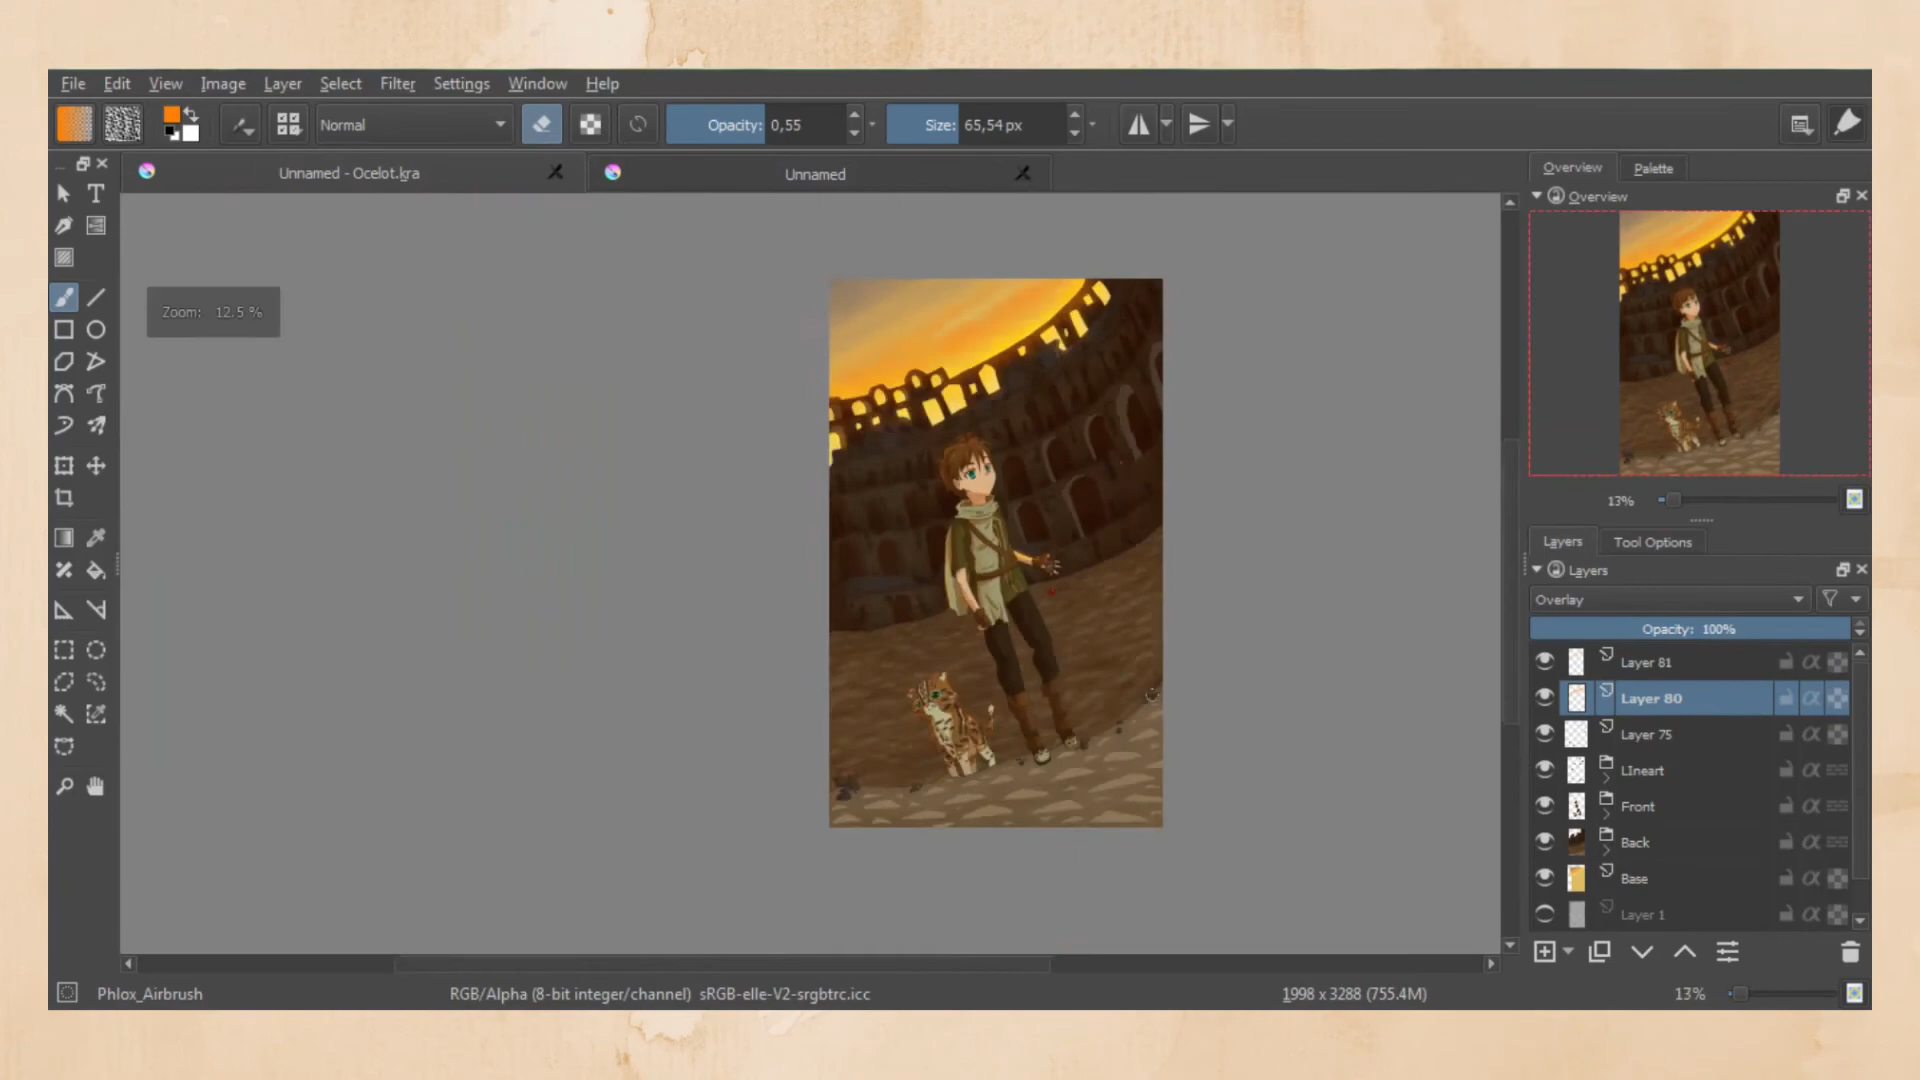 File Edit View Image Layer Select Filter Settings Window Help
Normal Opacity: 0,55 Size: 65,54 px
Unnamed - Ocelot.kra Unnamed
Overview Palette
Overview
Zoom: 12.5 %
13%
Layers Tool Options
Layers
Overlay
Opacity: 100%
Layer 81
Layer 80
Layer 75
LIneart
Front
Back
Base
Layer 1
Phlox_Airbrush RGB/Alpha (8-bit integer/channel) sRGB-elle-V2-srgbtrc.icc 1998 x 3288 (755.4M) 13%